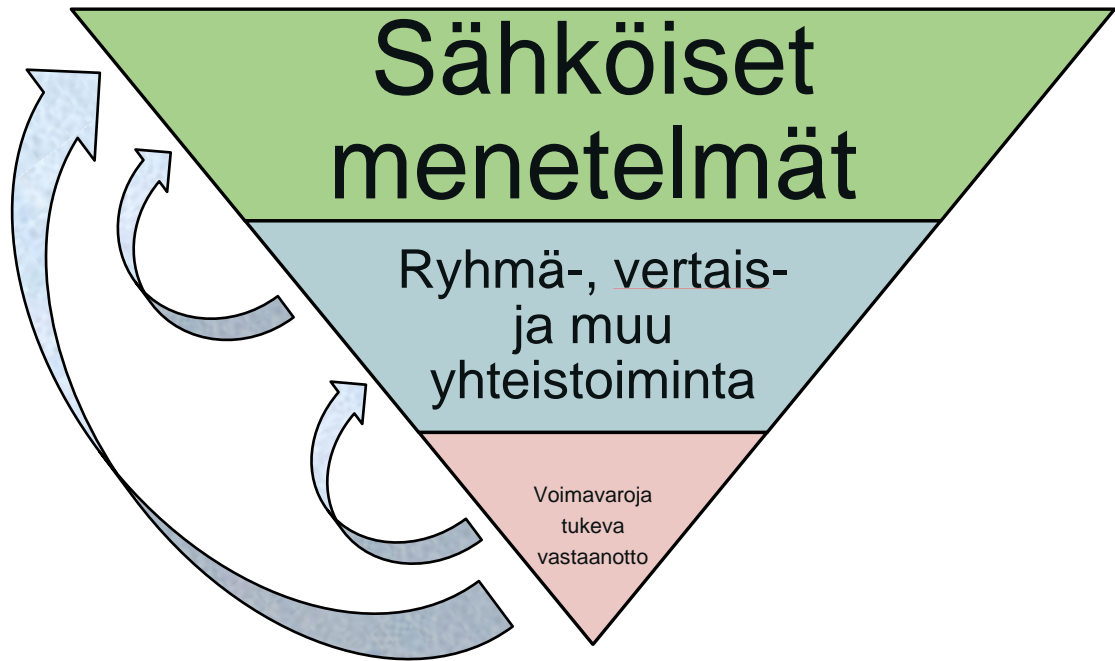 Sähköiset
menetelmät
Ryhmä-, vertais-
ja muu
yhteistoiminta
Voimavaroja
tukeva
vastaanotto